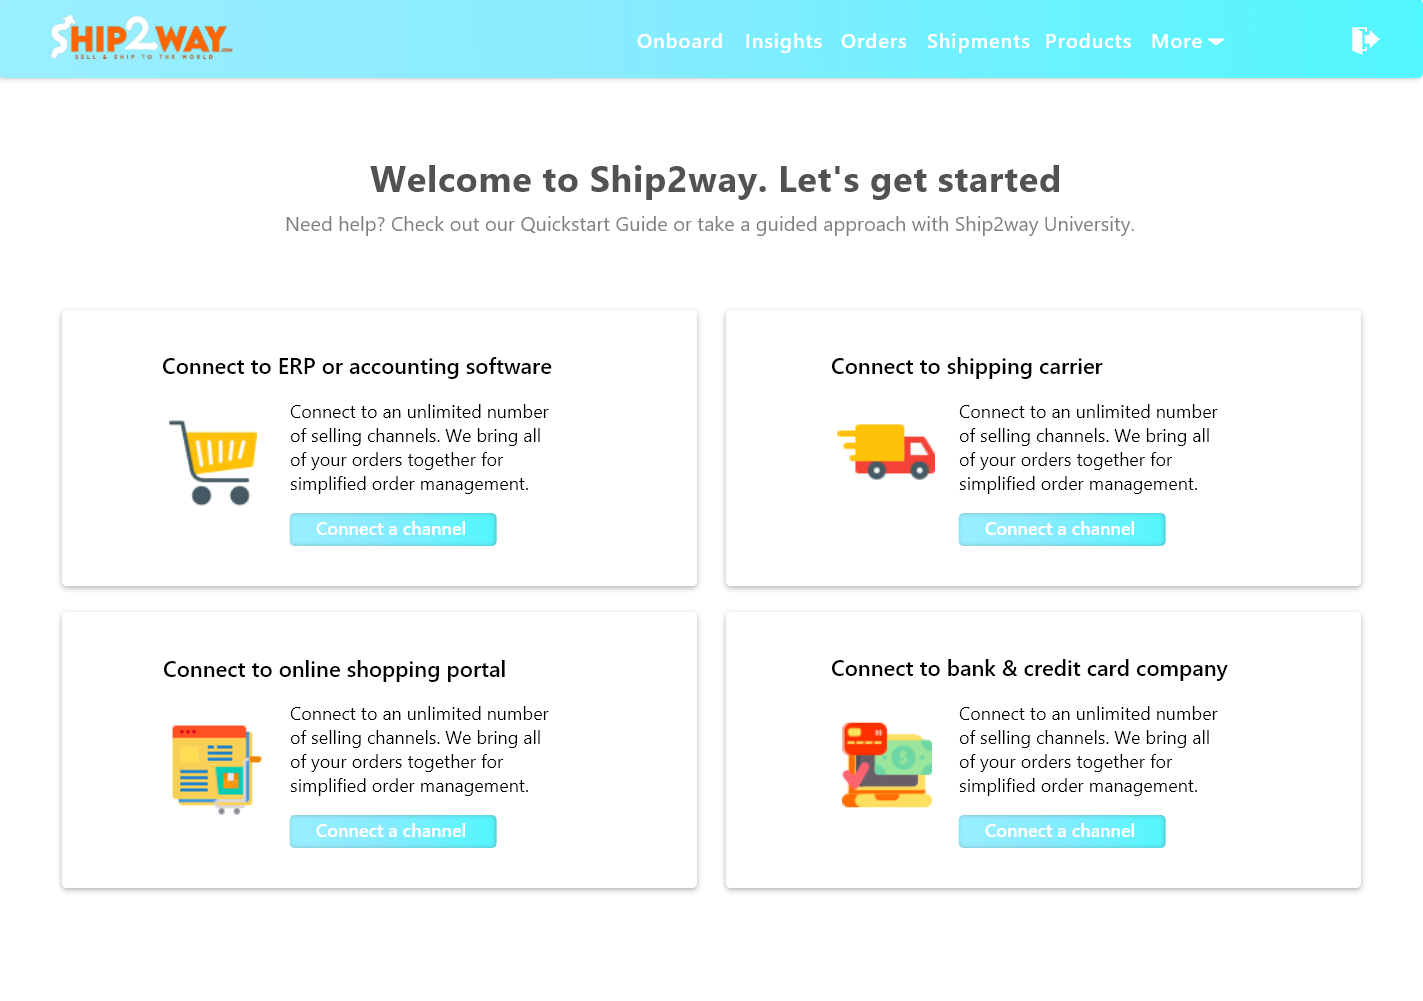 SHIP2WAY.COM
SELL & SHIP TO THE WORLD
Onboard Insights Orders Shipments Products More
Welcome to Ship2way. Let's get started
Need help? Check out our Quickstart Guide or take a guided approach with Ship2way University.
Connect to ERP or accounting software
Connect to an unlimited number
of selling channels. We bring all
of your orders together for
simplified order management.
Connect a channel
Connect to shipping carrier
Connect to an unlimited number
of selling channels. We bring all
of your orders together for
simplified order management.
Connect a channel
Connect to online shopping portal
Connect to an unlimited number
of selling channels. We bring all
of your orders together for
simplified order management.
Connect a channel
Connect to bank & credit card company
$
Connect to an unlimited number
of selling channels. We bring all
of your orders together for
simplified order management.
Connect a channel